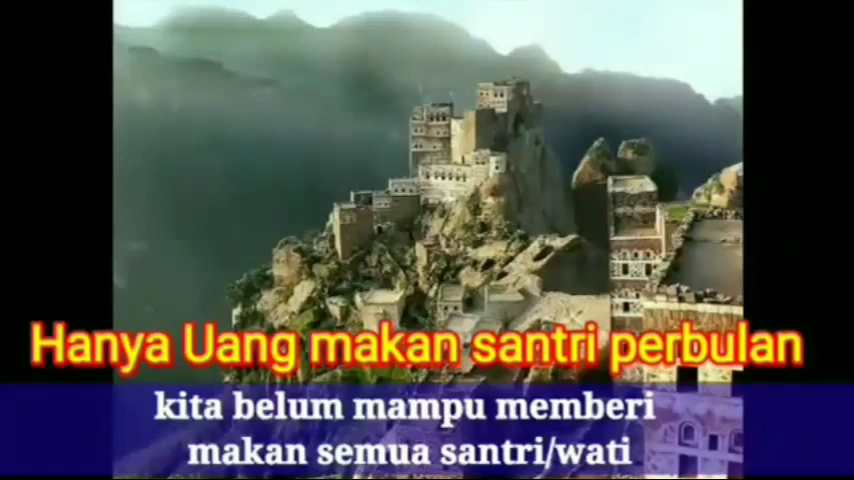 Hanya Uang makan santri perbulan
kita belum mampu memberi
makan semua santri/wati